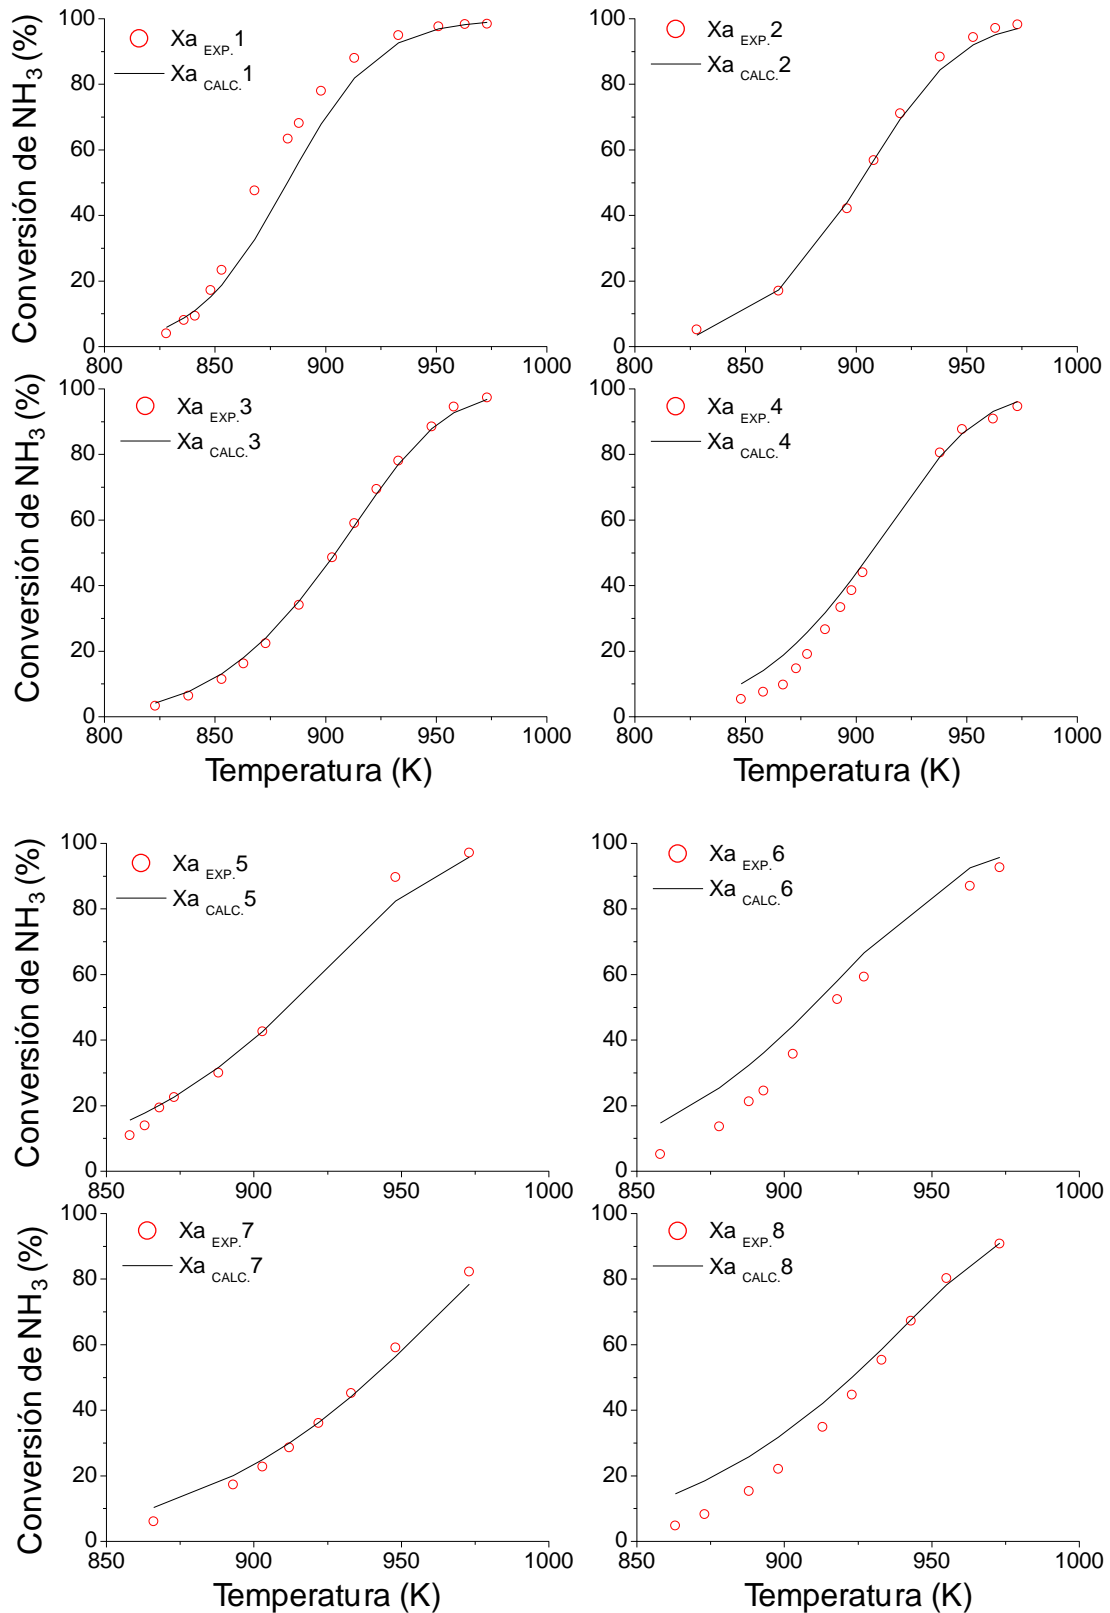 Conversión de NH3 (%)
100
80
60
40
20
0
Xa EXP.1
Xa CALC.1
800 850 900 950 1000
100
80
60
40
20
0
Xa EXP.2
Xa CALC.2
800 850 900 950 1000
Conversión de NH3 (%)
100
80
60
40
20
0
Xa EXP.3
Xa CALC.3
800 850 900 950 1000
Temperatura (K)
100
80
60
40
20
0
Xa EXP.4
Xa CALC.4
800 850 900 950 1000
Temperatura (K)
Conversión de NH3 (%)
100
80
60
40
20
0
Xa EXP.5
Xa CALC.5
850 900 950 1000
100
80
60
40
20
0
Xa EXP.6
Xa CALC.6
850 900 950 1000
Conversión de NH3 (%)
100
80
60
40
20
0
Xa EXP.7
Xa CALC.7
850 900 950 1000
Temperatura (K)
100
80
60
40
20
0
Xa EXP.8
Xa CALC.8
850 900 950 1000
Temperatura (K)